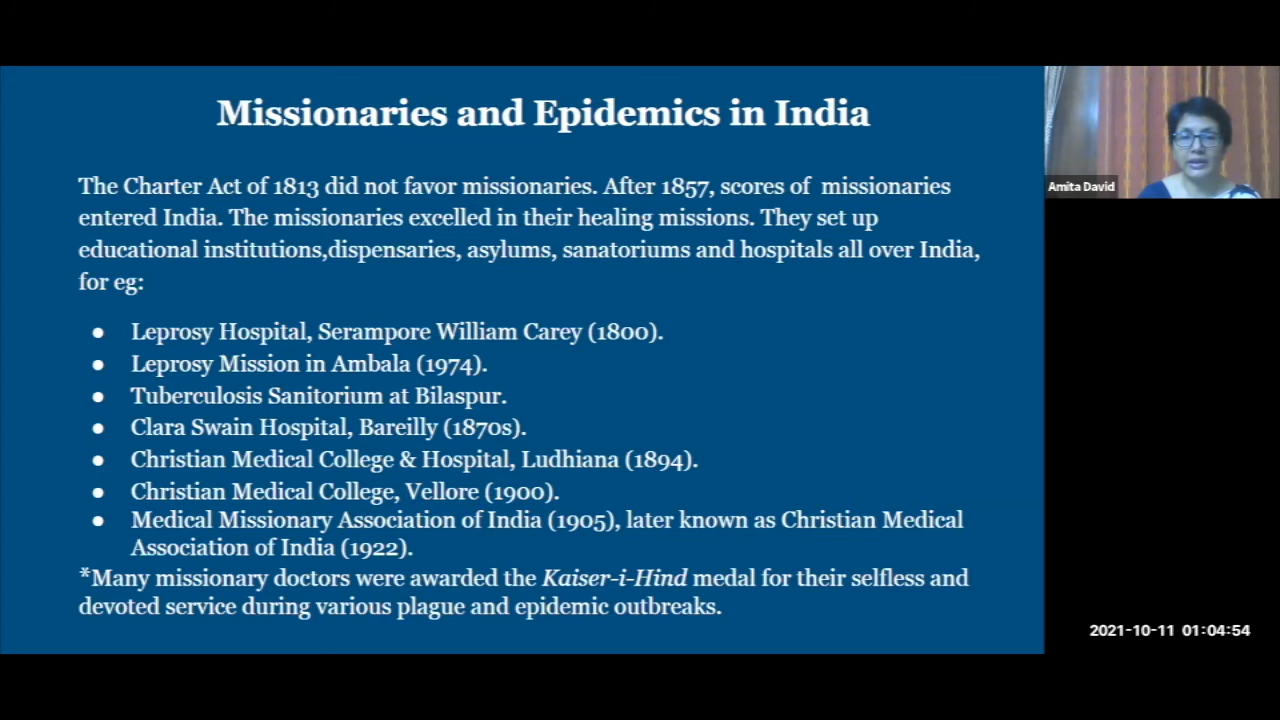 Missionaries and Epidemics in India
The Charter Act of 1813 did not favor missionaries. After 1857, scores of missionaries
entered India. The missionaries excelled in their healing missions. They set up
educational institutions,dispensaries, asylums, sanatoriums and hospitals all over India,
for eg:
● Leprosy Hospital, Serampore William Carey (1800).
● Leprosy Mission in Ambala (1974).
● Tuberculosis Sanitorium at Bilaspur.
● Clara Swain Hospital, Bareilly (1870s).
● Christian Medical College & Hospital, Ludhiana (1894).
● Christian Medical College, Vellore (1900).
● Medical Missionary Association of India (1905), later known as Christian Medical
Association of India (1922).
*Many missionary doctors were awarded the Kaiser-i-Hind medal for their selfless and
devoted service during various plague and epidemic outbreaks.
Amita David
2021-10-11 01:04:54